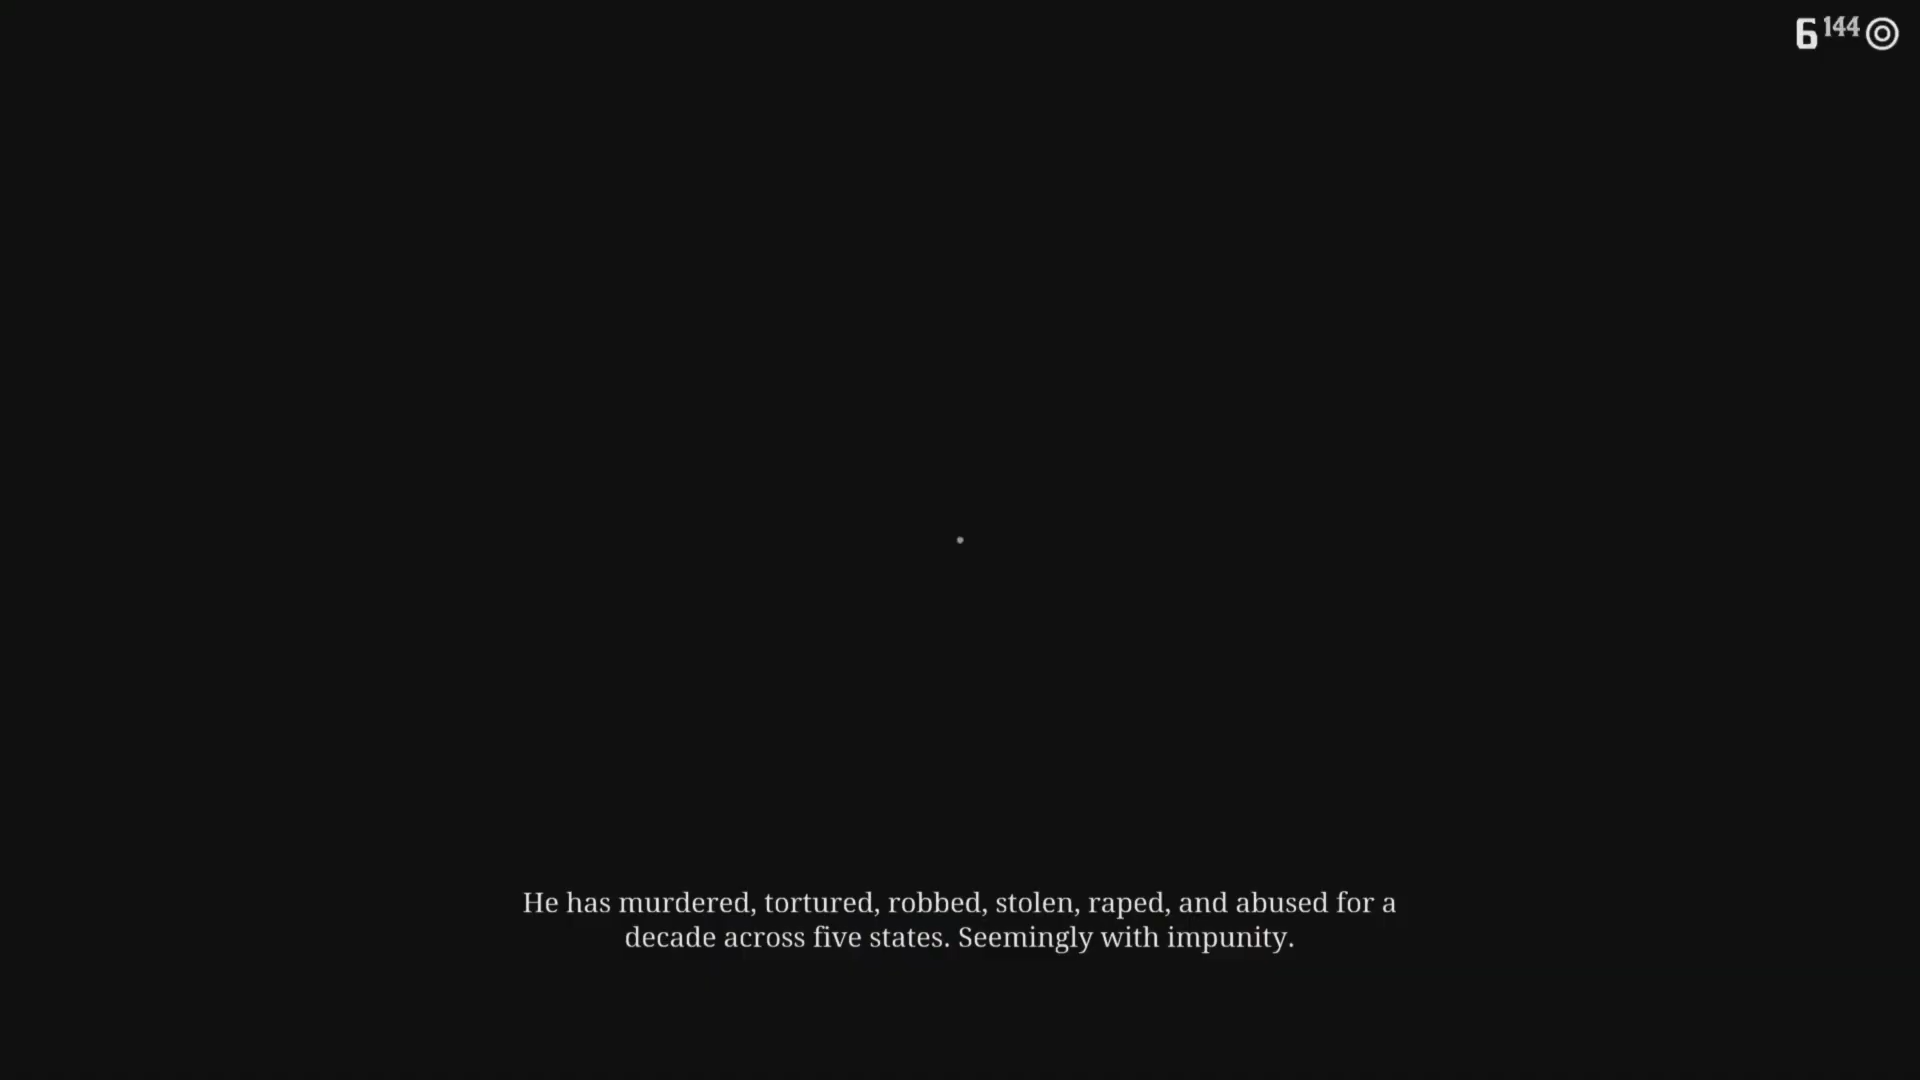 6 144
He has murdered, tortured, robbed, stolen, raped, and abused for a
decade across five states. Seemingly with impunity.